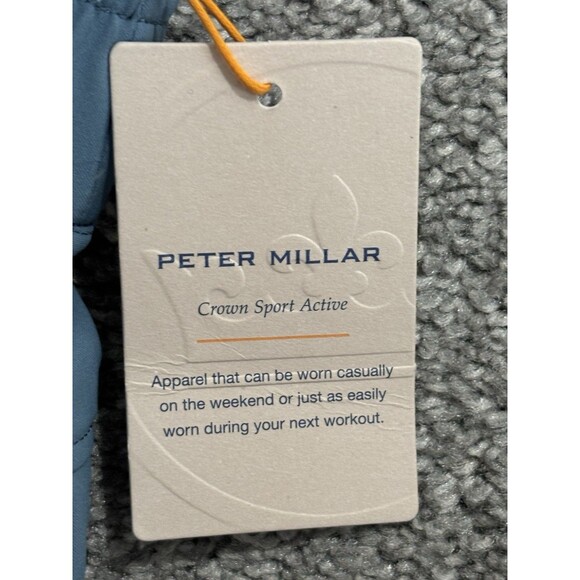 PETER MILLAR
Crown Sport Active
Apparel that can be worn casually
on the weekend or just as easily
worn during your next workout.